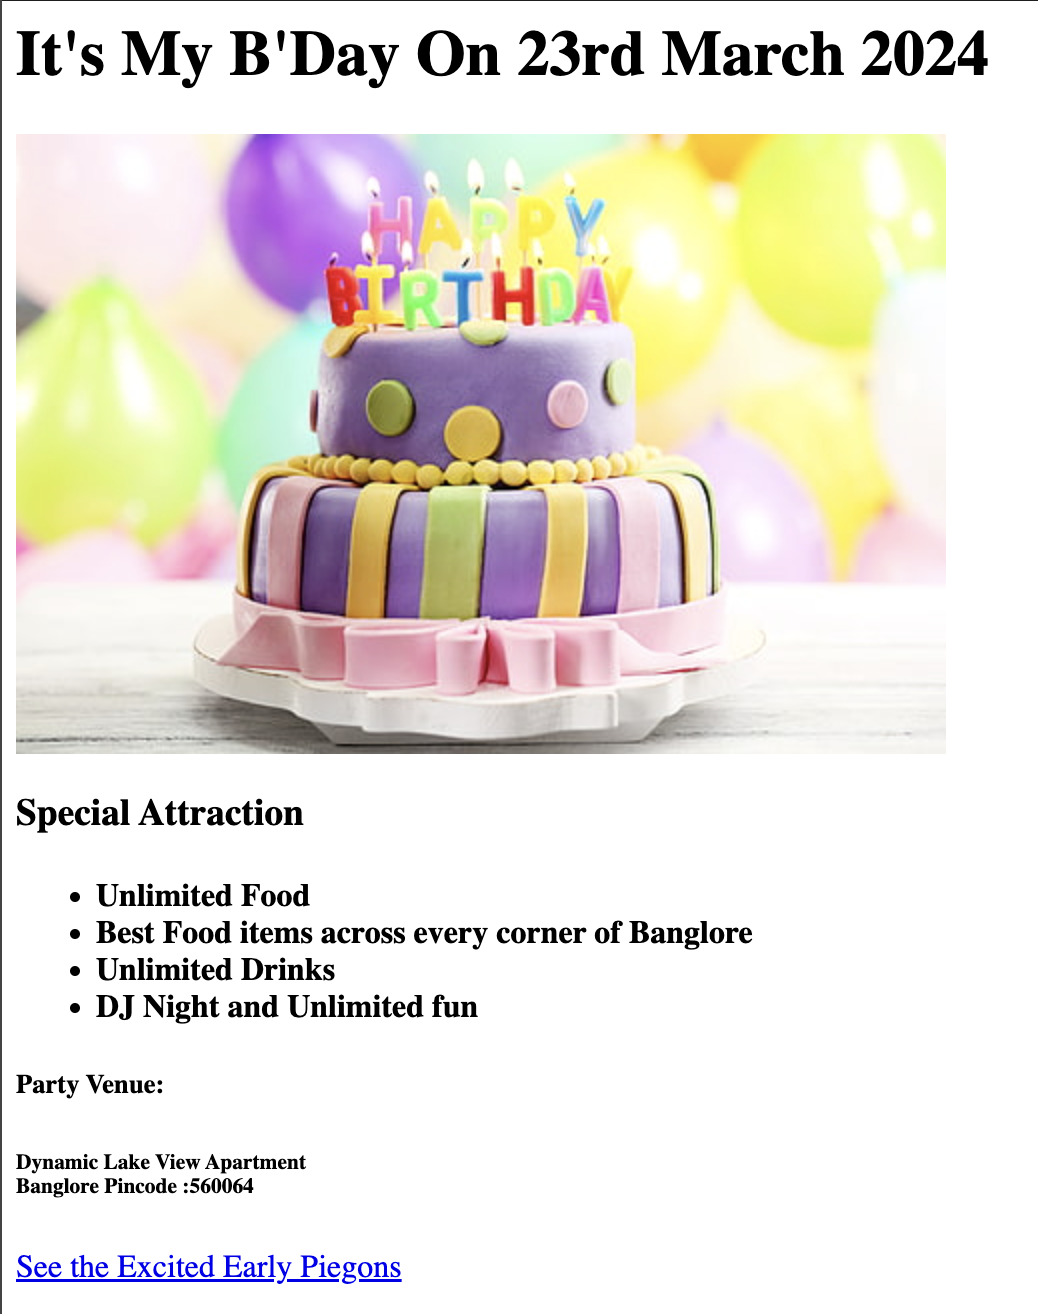 It's My B'Day On 23rd March 2024
HAPPY
BIRTHDAY
Special Attraction
• Unlimited Food
• Best Food items across every corner of Banglore
• Unlimited Drinks
• DJ Night and Unlimited fun
Party Venue:
Dynamic Lake View Apartment
Banglore Pincode :560064
See the Excited Early Piegons